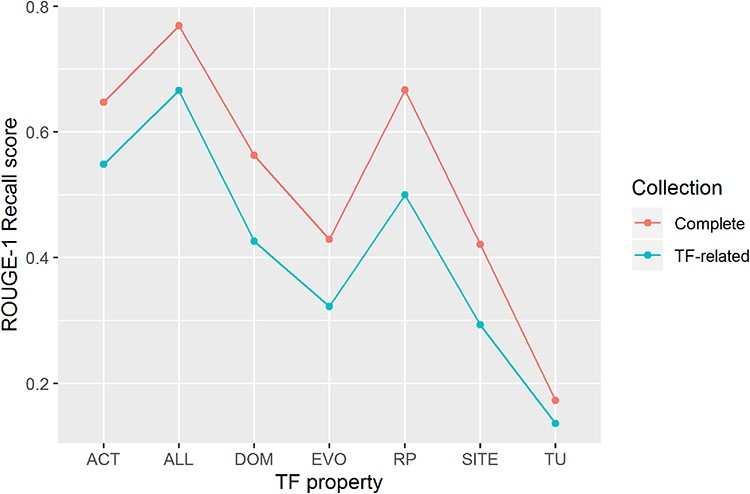 0.8
0.6
0.4
0.2
ROUGE-1 Recall score
ACT ALL DOM EVO RP SITE TU
TF property
Collection
Complete
TF-related